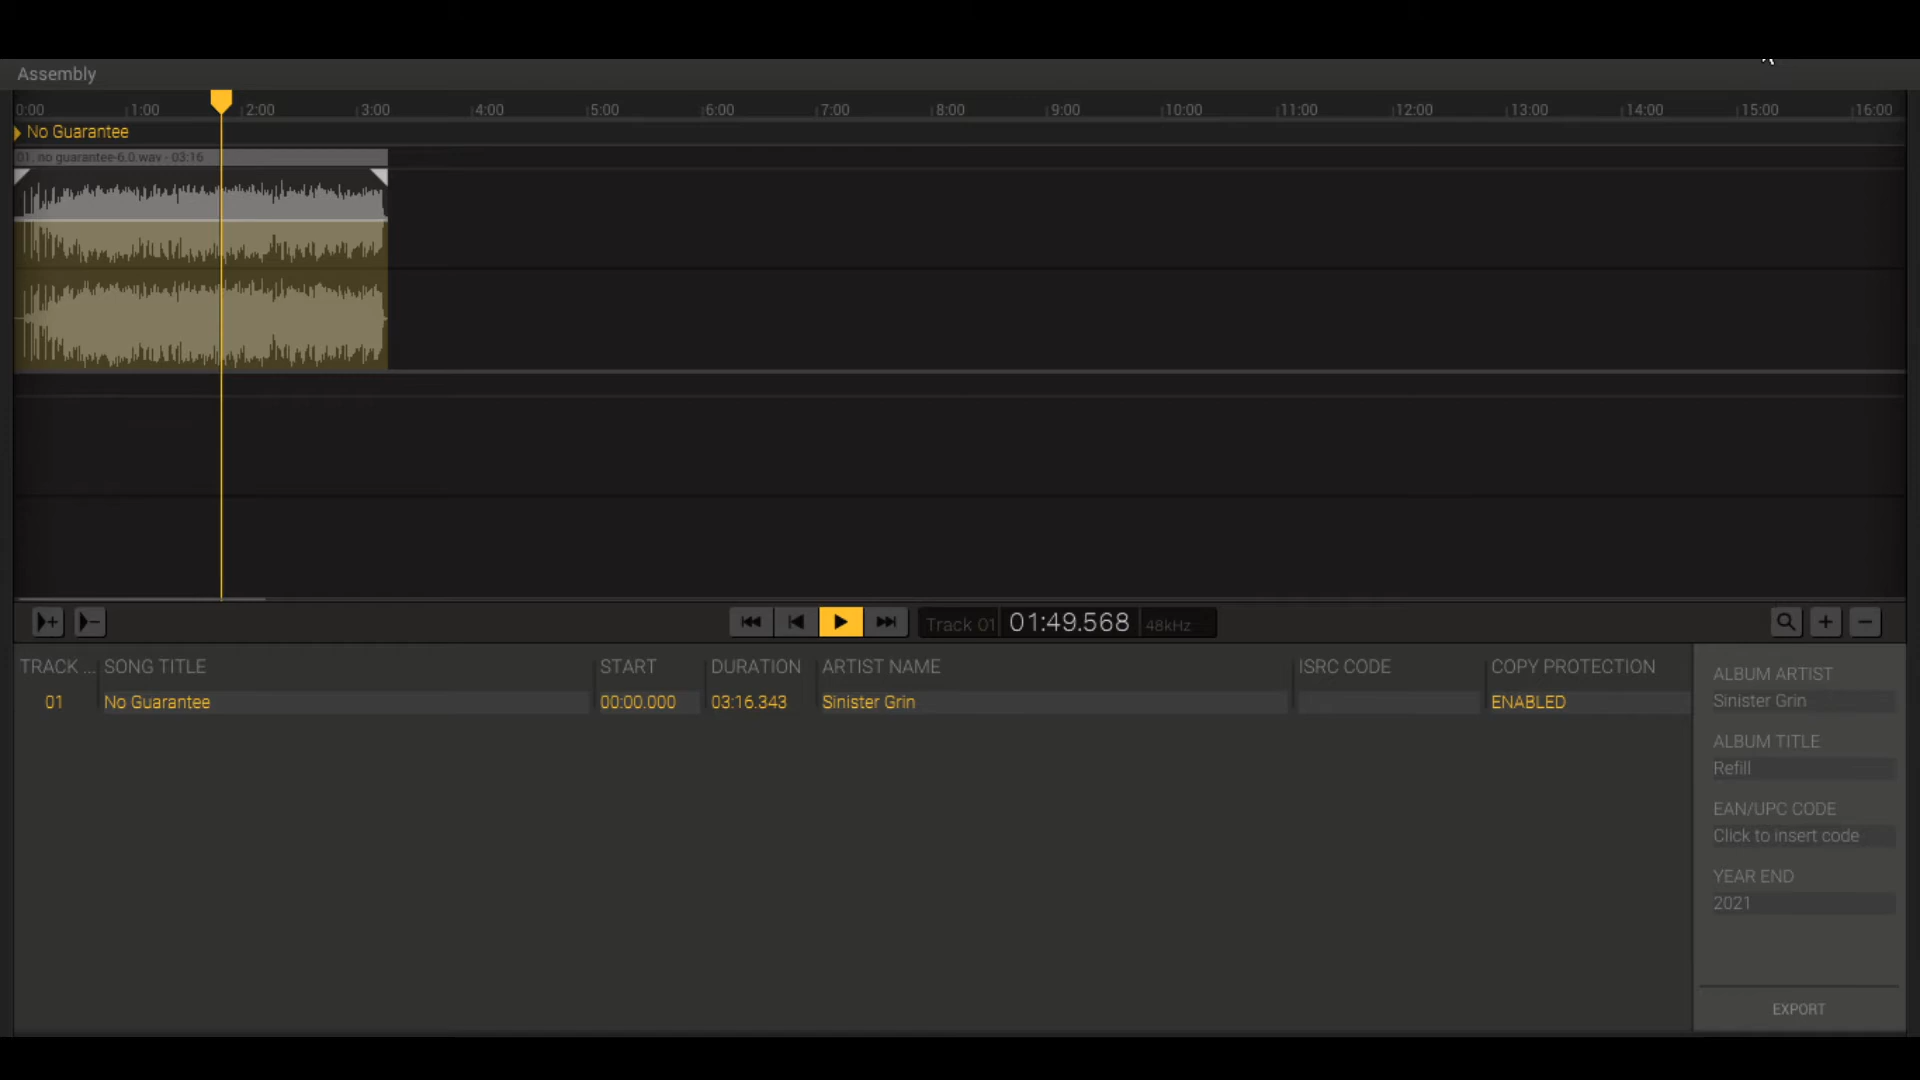 Assembly
0:00 1:00 2:00 3:00 4:00 5:00 6:00 7:00 8:00 9:00 10:00 11:00 12:00 13:00 14:00 15:00 16:00
No Guarantee
01. no guarantee-6.0.wav - 03:16
Track 01 01:49.568 48kHz
TRACK ... SONG TITLE START DURATION ARTIST NAME ISRC CODE COPY PROTECTION
01 No Guarantee 00:00.000 03:16.343 Sinister Grin ENABLED
ALBUM ARTIST
Sinister Grin
ALBUM TITLE
Refill
EAN/UPC CODE
Click to insert code
YEAR END
2021
EXPORT